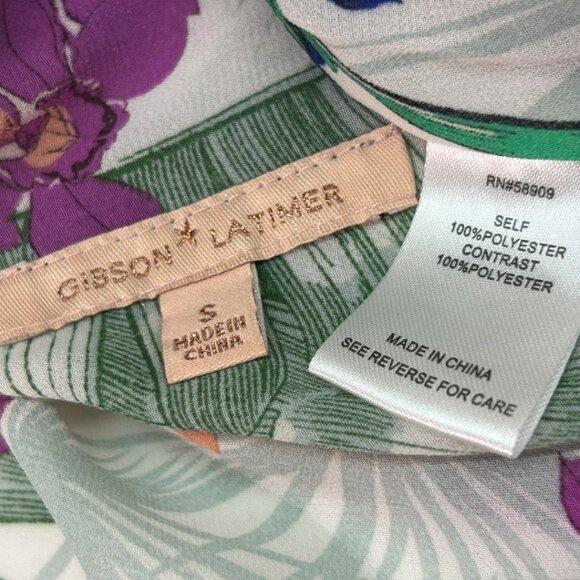 GIBSON LATIMER
S
MADE IN
CHINA
RN#58909
SELF
100%POLYESTER
CONTRAST
100%POLYESTER
MADE IN CHINA
SEE REVERSE FOR CARE